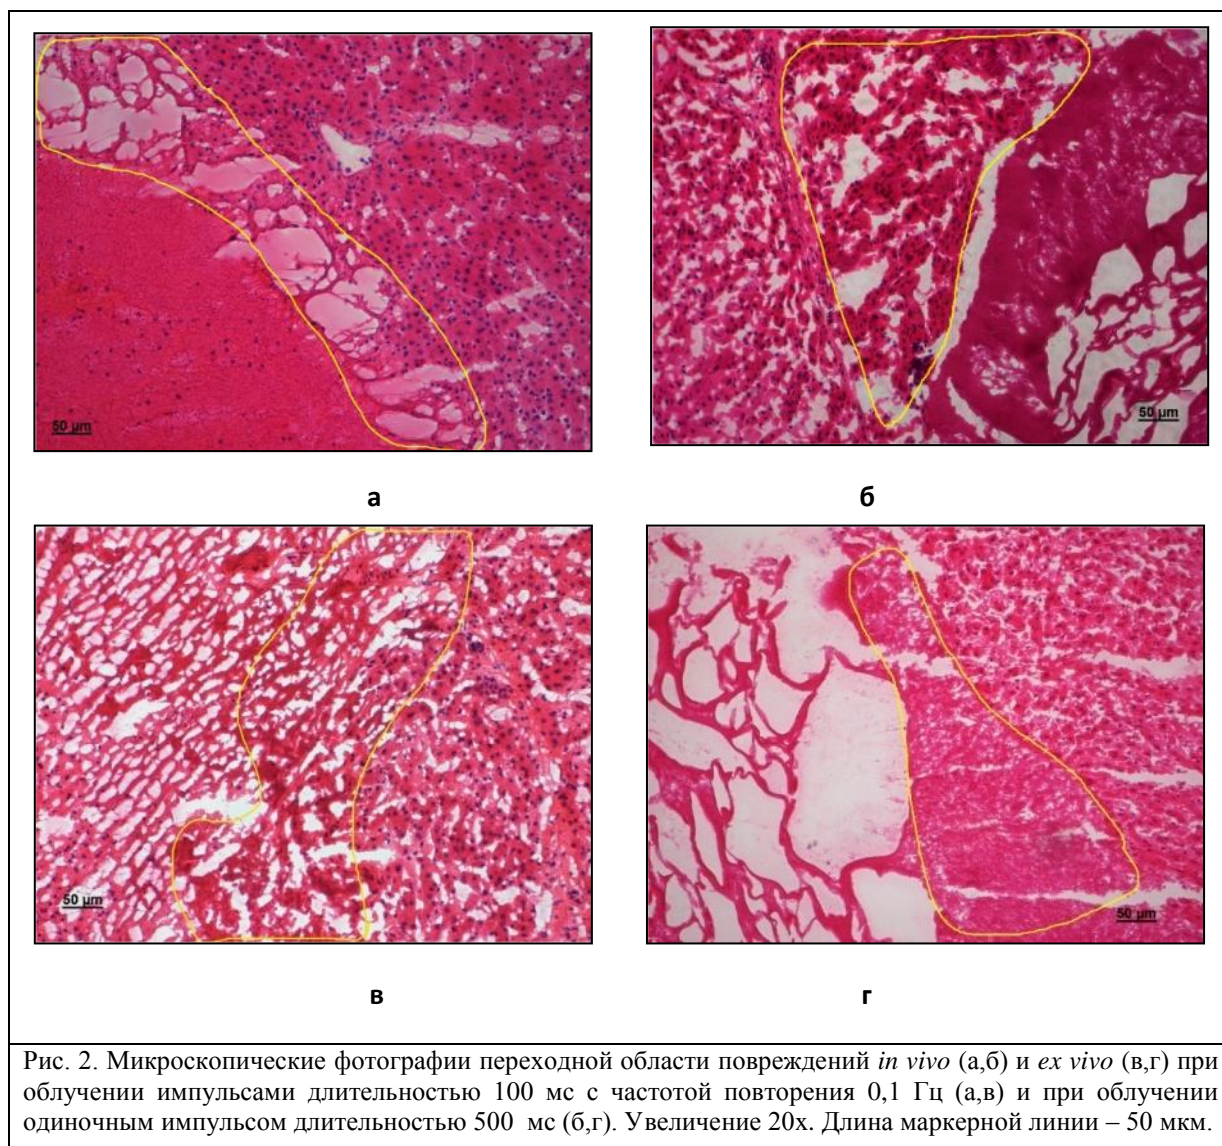 50 µm
50 µm
а
б
50 µm
50 µm
в
г
Рис. 2. Микроскопические фотографии переходной области повреждений in vivo (а,б) и ex vivo (в,г) при
облучении импульсами длительностью 100 мс с частотой повторения 0,1 Гц (а,в) и при облучении
одиночным импульсом длительностью 500 мс (б,г). Увеличение 20х. Длина маркерной линии – 50 мкм.